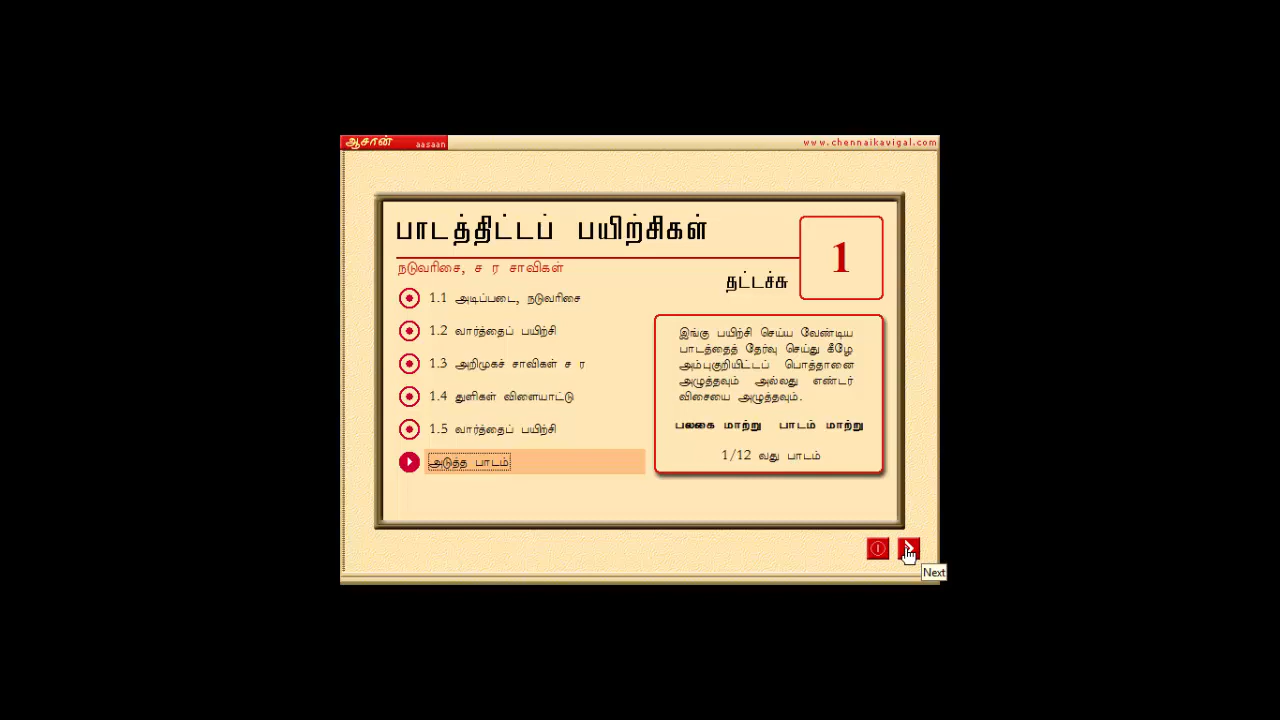 ஆசான் aasaan www.chennaikavigal.com
பாடத்திட்டப் பயிற்சிகள்
1
நடுவரிசை, ச ர சாவிகள்
தட்டச்சு
1.1 அடிப்படை, நடுவரிசை
1.2 வார்த்தைப் பயிற்சி
1.3 அறிமுகச் சாவிகள் ச ர
1.4 துளிகள் விளையாட்டு
1.5 வார்த்தைப் பயிற்சி
அடுத்த பாடம்
இங்கு பயிற்சி செய்ய வேண்டிய
பாடத்தைத் தேர்வு செய்து கீழே
அம்புகுறியிட்டப் பொத்தானை
அழுத்தவும் அல்லது எண்டர்
விசையை அழுத்தவும்.
பலகை மாற்று பாடம் மாற்று
1/12 வது பாடம்
Next